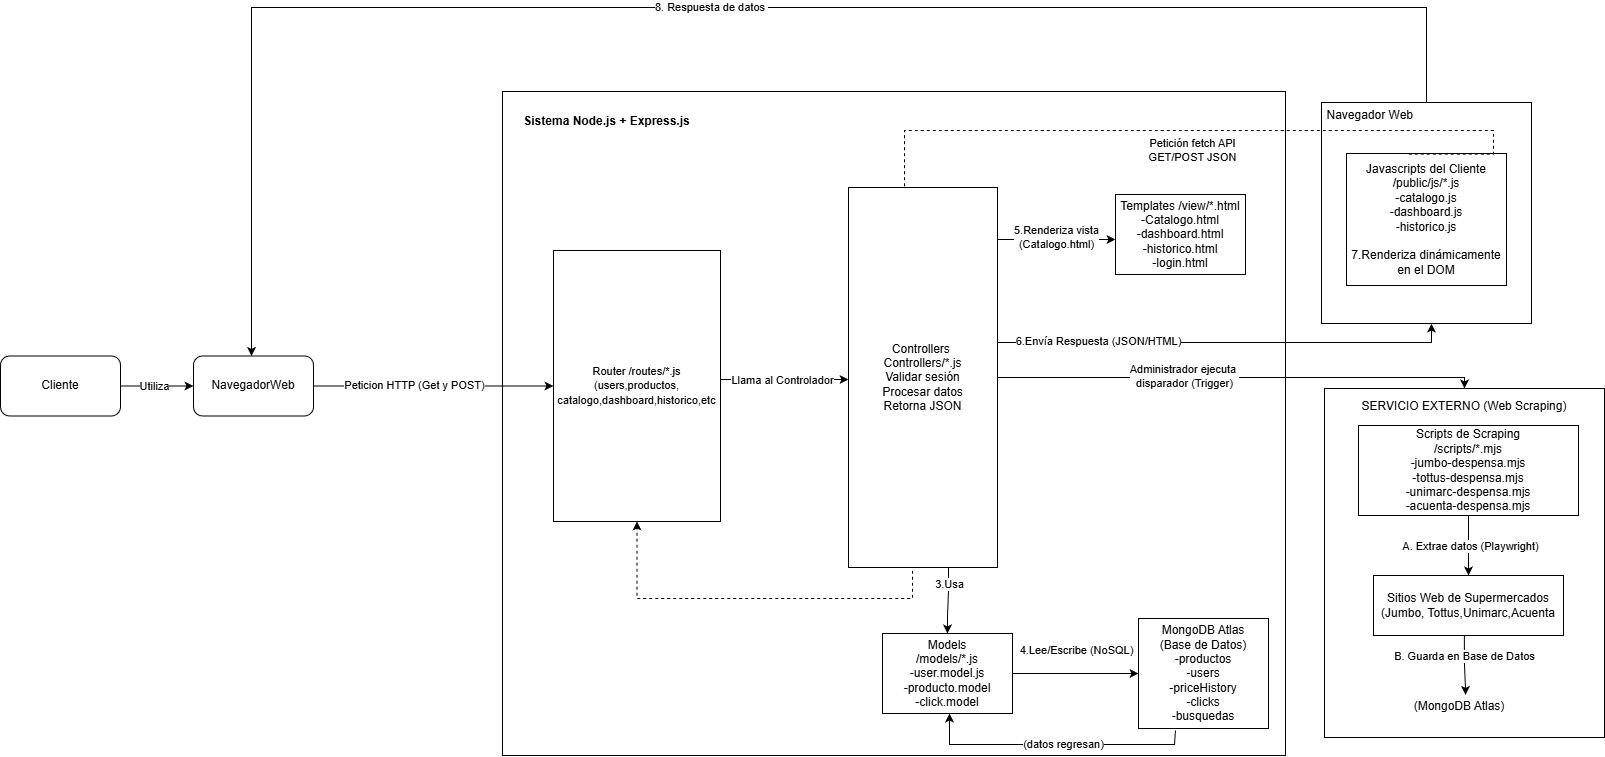 8. Respuesta de datos
Sistema Node.js + Express.js
Navegador Web
Petición fetch API
GET/POST JSON
Javascripts del Cliente
/public/js/*.js
-catalogo.js
-dashboard.js
-historico.js
7.Renderiza dinámicamente
en el DOM
Templates /view/*.html
-Catalogo.html
-dashboard.html
-historico.html
-login.html
5.Renderiza vista
(Catalogo.html)
Cliente
Utiliza
NavegadorWeb
Peticion HTTP (Get y POST)
Router /routes/*.js
(users,productos,
catalogo,dashboard,historico,etc
Llama al Controlador
Controllers
Controllers/*.js
Validar sesión
Procesar datos
Retorna JSON
6.Envía Respuesta (JSON/HTML)
Administrador ejecuta
disparador (Trigger)
SERVICIO EXTERNO (Web Scraping)
Scripts de Scraping
/scripts/*.mjs
-jumbo-despensa.mjs
-tottus-despensa.mjs
-unimarc-despensa.mjs
-acuenta-despensa.mjs
A. Extrae datos (Playwright)
Sitios Web de Supermercados
(Jumbo, Tottus,Unimarc,Acuenta
B. Guarda en Base de Datos
(MongoDB Atlas)
3.Usa
Models
/models/*.js
-user.model.js
-producto.model
-click.model
4.Lee/Escribe (NoSQL)
MongoDB Atlas
(Base de Datos)
-productos
-users
-priceHistory
-clicks
-busquedas
(datos regresan)